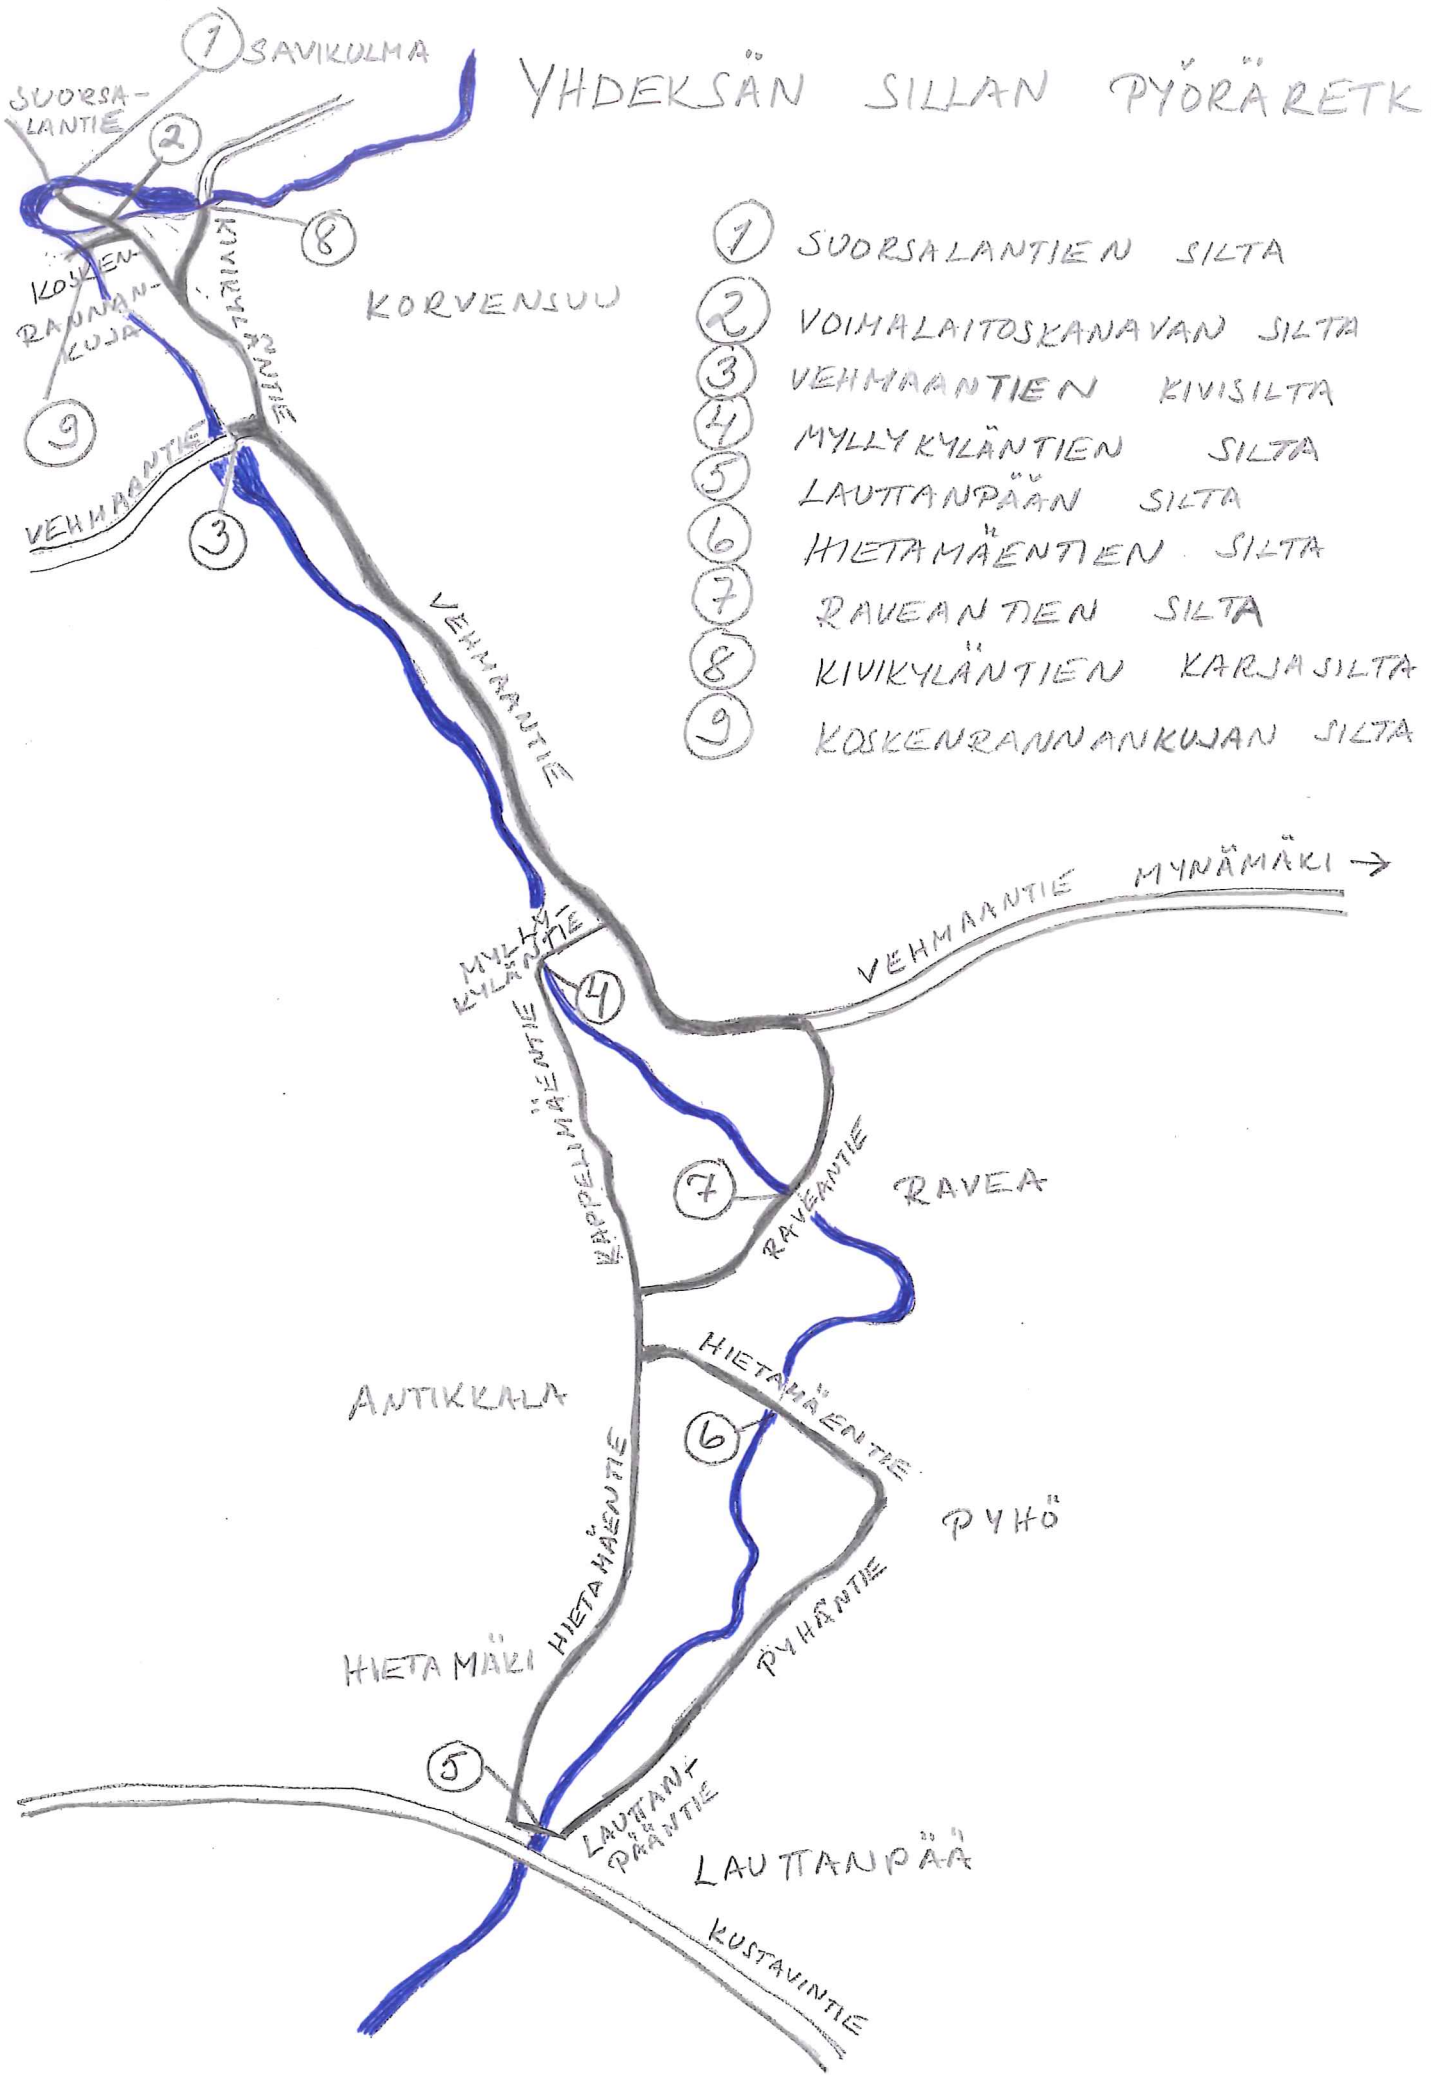 1 SAVIKULMA
YHDEKSÄN SILLAN PYÖRÄRETK
SUORSA-
LANTIE
2
8
KIVIKYLÄNTIE
KOSKEN-
RANNAN-
KUJA
KORVENSUU
9
1 SUORSALANTIEN SILTA
2 VOIMALAITOSKANAVAN SILTA
3 VEHMAANTIEN KIVISILTA
4 MYLLYKYLÄNTIEN SILTA
5 LAUTTANPÄÄN SILTA
6 HIETAMÄENTIEN SILTA
7 RAVEANTIEN SILTA
8 KIVIKYLÄNTIEN KARJASILTA
9 KOSKENRANNANKUJAN SILTA
VEHMAANTIE
3
VEHMAANTIE
VEHMAANTIE MYNÄMÄKI →
MYLLY-
KYLÄNTIE
4
KAPPELIMÄENTIE
7
RAVEANTIE
RAVEA
HIETAMÄENTIE
ANTIKKALA
6
HIETAMÄENTIE
PYHÖ
PYHÄNTIE
HIETAMÄKI
5
LAUTTAN-
PÄÄNTIE
LAUTTANPÄÄ
KUSTAVINTIE